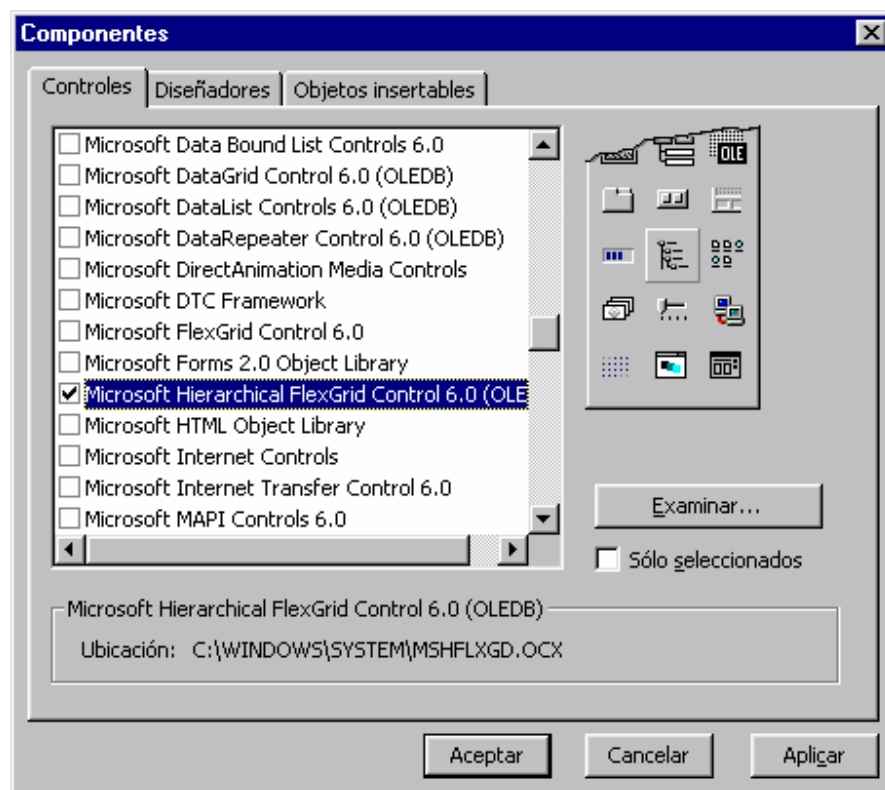 Componentes
Controles
Diseñadores
Objetos insertables
Microsoft Data Bound List Controls 6.0
Microsoft DataGrid Control 6.0 (OLEDB)
Microsoft DataList Controls 6.0 (OLEDB)
Microsoft DataRepeater Control 6.0 (OLEDB)
Microsoft DirectAnimation Media Controls
Microsoft DTC Framework
Microsoft FlexGrid Control 6.0
Microsoft Forms 2.0 Object Library
Microsoft Hierarchical FlexGrid Control 6.0 (OLE
Microsoft HTML Object Library
Microsoft Internet Controls
Microsoft Internet Transfer Control 6.0
Microsoft MAPI Controls 6.0
OLE
Examinar...
Sólo seleccionados
Microsoft Hierarchical FlexGrid Control 6.0 (OLEDB)
Ubicación: C:\WINDOWS\SYSTEM\MSHFLXGD.OCX
Aceptar
Cancelar
Aplicar